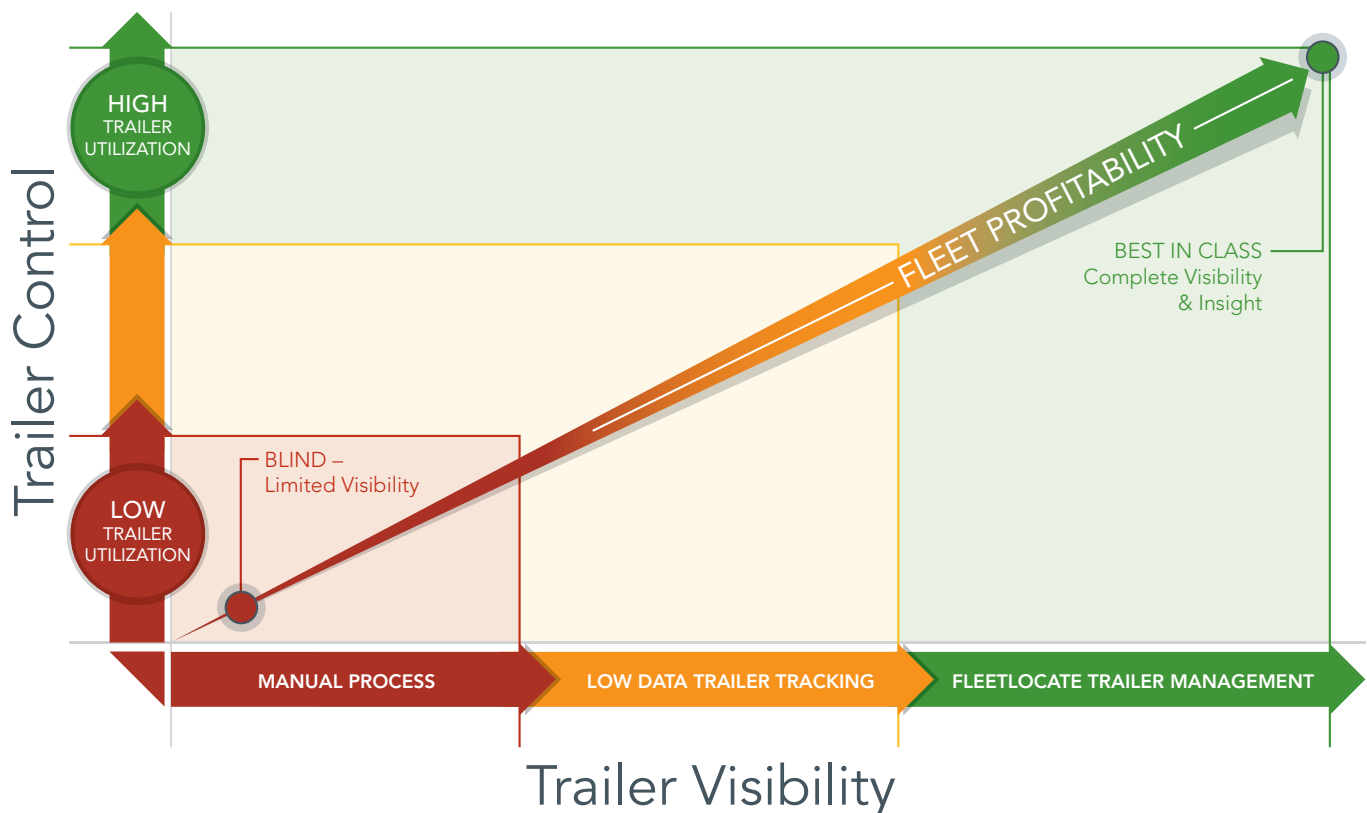 Trailer Control
HIGH
TRAILER
UTILIZATION
FLEET PROFITABILITY
BEST IN CLASS
Complete Visibility
& Insight
BLIND –
Limited Visibility
LOW
TRAILER
UTILIZATION
MANUAL PROCESS
LOW DATA TRAILER TRACKING
FLEETLOCATE TRAILER MANAGEMENT
Trailer Visibility